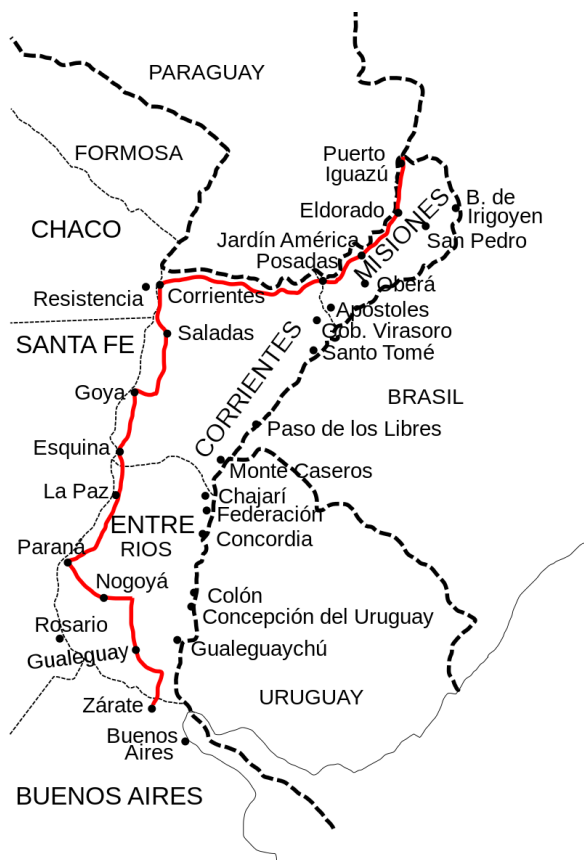 PARAGUAY
FORMOSA
Puerto
Iguazú
B. de
Irigoyen
Eldorado
MISIONES
CHACO
San Pedro
Jardín América
Posadas
Oberá
Resistencia
Corrientes
Apóstoles
Gob. Virasoro
Saladas
SANTA FE
Santo Tomé
CORRIENTES
Goya
BRASIL
Paso de los Libres
Esquina
Monte Caseros
La Paz
Chajarí
Federación
ENTRE
RIOS
Concordia
Paraná
Nogoyá
Colón
Concepción del Uruguay
Rosario
Gualeguay
Gualeguaychú
URUGUAY
Zárate
Buenos
Aires
BUENOS AIRES